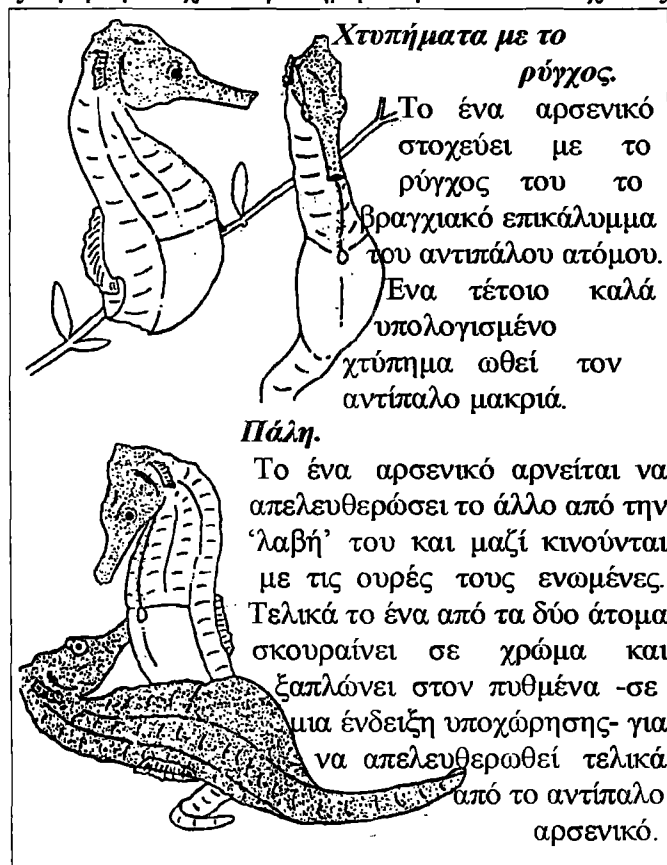 Χτυπήματα με το
ρύγχος.
Το ένα αρσενικό
στοχεύει με το
ρύγχος του το
βραγχιακό επικάλυμμα
του αντιπάλου ατόμου.
Ένα τέτοιο καλά
υπολογισμένο
χτύπημα ωθεί τον
αντίπαλο μακριά.
Πάλη.
Το ένα αρσενικό αρνείται να
απελευθερώσει το άλλο από την
‘λαβή’ του και μαζί κινούνται
με τις ουρές τους ενωμένες.
Τελικά το ένα από τα δύο άτομα
σκουραίνει σε χρώμα και
ξαπλώνει στον πυθμένα -σε
μια ένδειξη υποχώρησης- για
να απελευθερωθεί τελικά
από το αντίπαλο
αρσενικό.